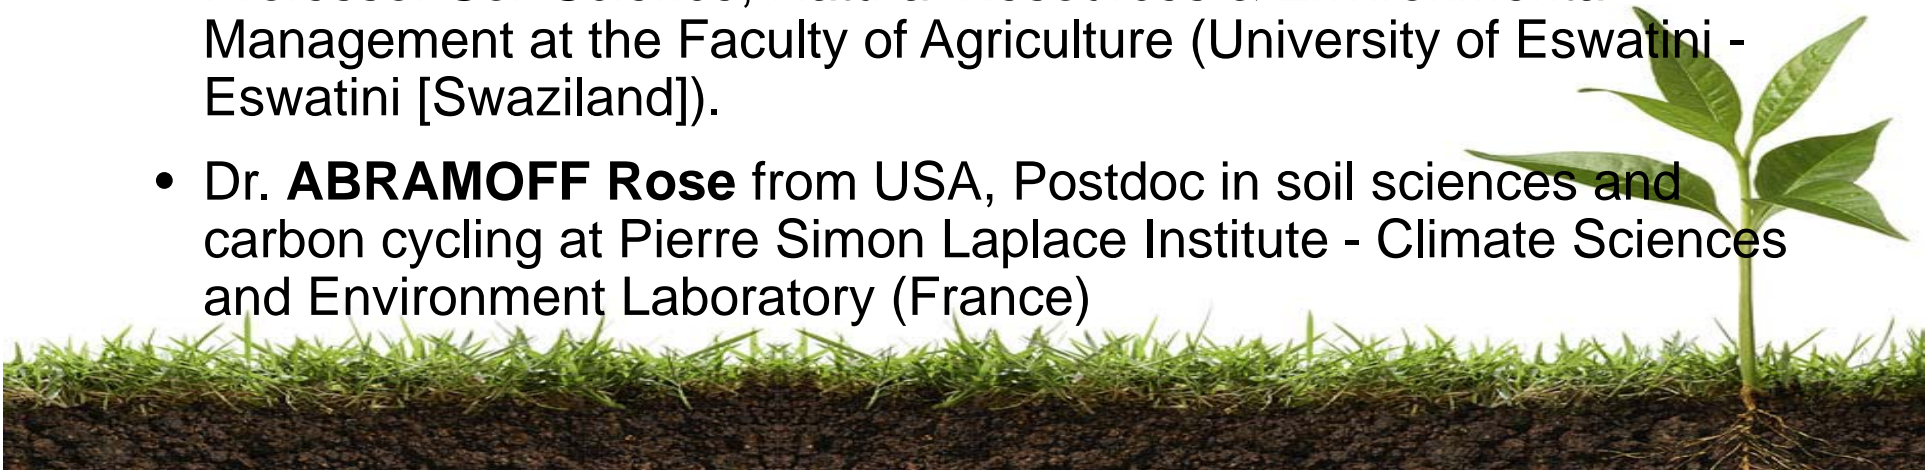 Management at the Faculty of Agriculture (University of Eswatini -
Eswatini [Swaziland]).
• Dr. ABRAMOFF Rose from USA, Postdoc in soil sciences and
carbon cycling at Pierre Simon Laplace Institute - Climate Sciences
and Environment Laboratory (France)